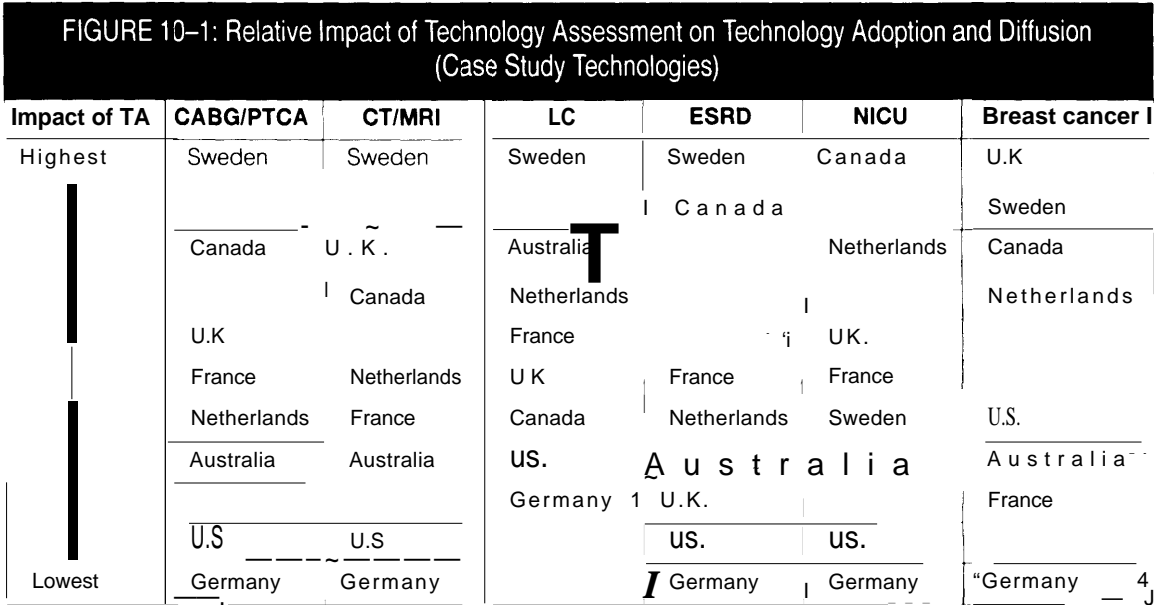 FIGURE 10–1: Relative Impact of Technology Assessment on Technology Adoption and Diffusion
(Case Study Technologies)
Impact of TA CABG/PTCA CT/MRI LC ESRD NICU Breast cancer I
Highest Sweden Sweden Sweden Sweden Canada U.K
I Canada Sweden
Canada U.K. Australia Netherlands Canada
Canada Netherlands Netherlands
U.K France UK.
France Netherlands U K France France
Netherlands France Canada Netherlands Sweden U.S.
Australia Australia us. Australia Australia
Germany 1 U.K. France
U.S U.S us. us.
Lowest Germany Germany I Germany Germany "Germany 4
J